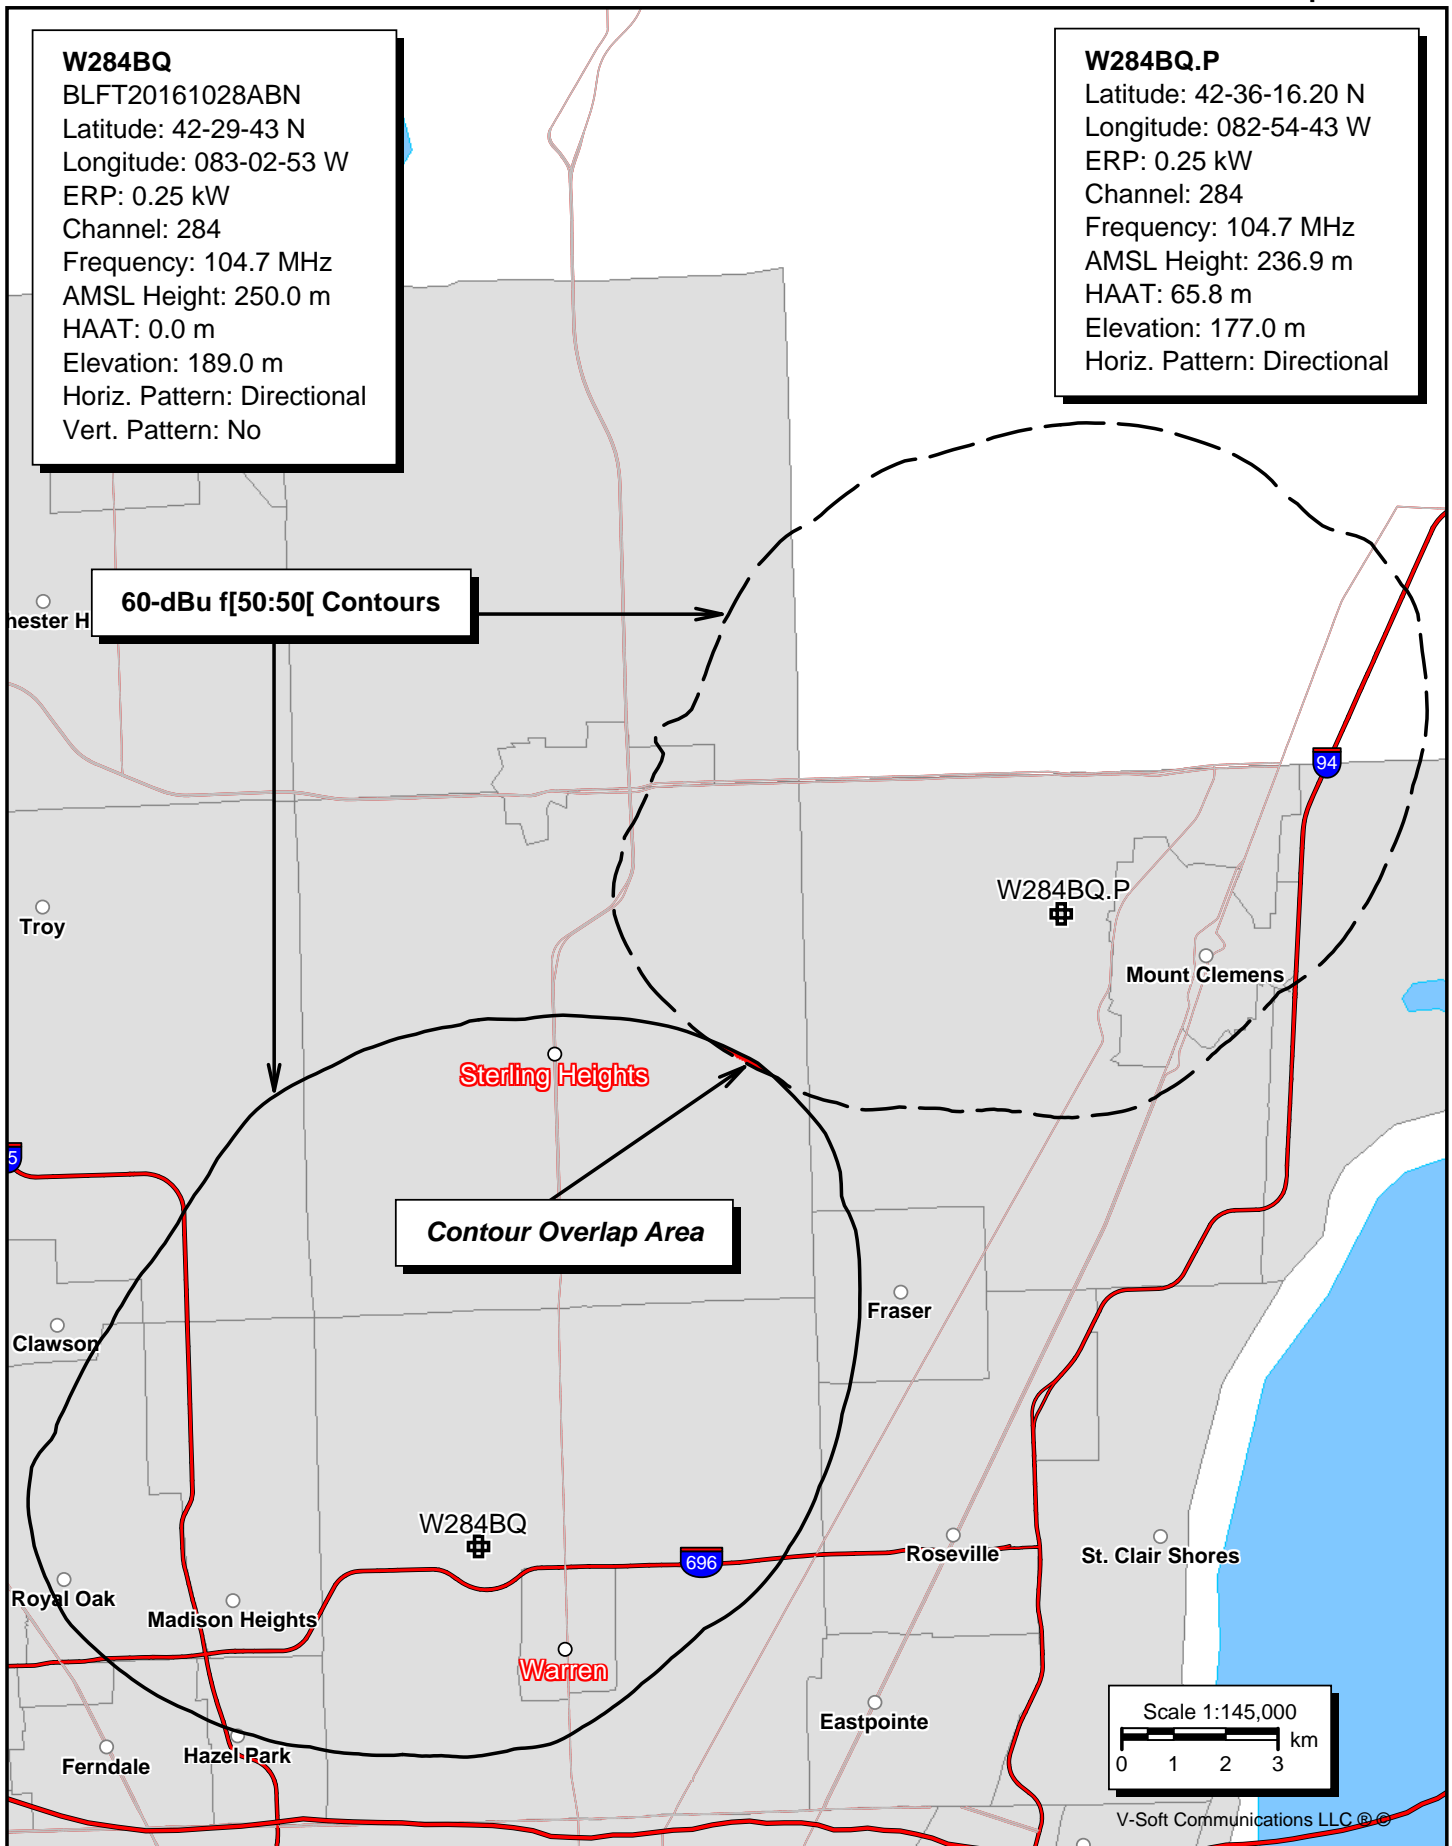 W284BQ
BLFT20161028ABN
Latitude: 42-29-43 N
Longitude: 083-02-53 W
ERP: 0.25 kW
Channel: 284
Frequency: 104.7 MHz
AMSL Height: 250.0 m
HAAT: 0.0 m
Elevation: 189.0 m
Horiz. Pattern: Directional
Vert. Pattern: No
W284BQ.P
Latitude: 42-36-16.20 N
Longitude: 082-54-43 W
ERP: 0.25 kW
Channel: 284
Frequency: 104.7 MHz
AMSL Height: 236.9 m
HAAT: 65.8 m
Elevation: 177.0 m
Horiz. Pattern: Directional
60-dBu f[50:50[ Contours
hester H
94
W284BQ.P
Troy
Mount Clemens
Sterling Heights
5
Contour Overlap Area
Fraser
Clawson
W284BQ
696
Roseville
St. Clair Shores
Royal Oak
Madison Heights
Warren
Eastpointe
Hazel Park
Ferndale
Scale 1:145,000
km
0 1 2 3
V-Soft Communications LLC ® ©